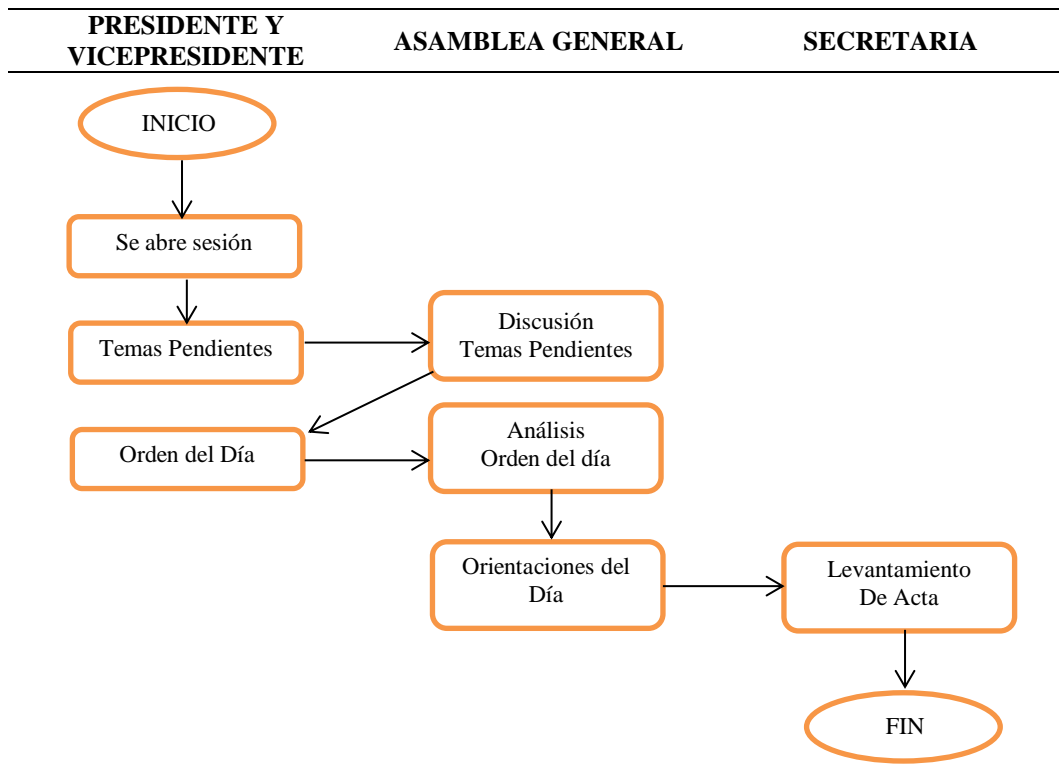 PRESIDENTE Y
VICEPRESIDENTE
ASAMBLEA GENERAL
SECRETARIA
INICIO
Se abre sesión
Temas Pendientes
Discusión
Temas Pendientes
Orden del Día
Análisis
Orden del día
Orientaciones del
Día
Levantamiento
De Acta
FIN